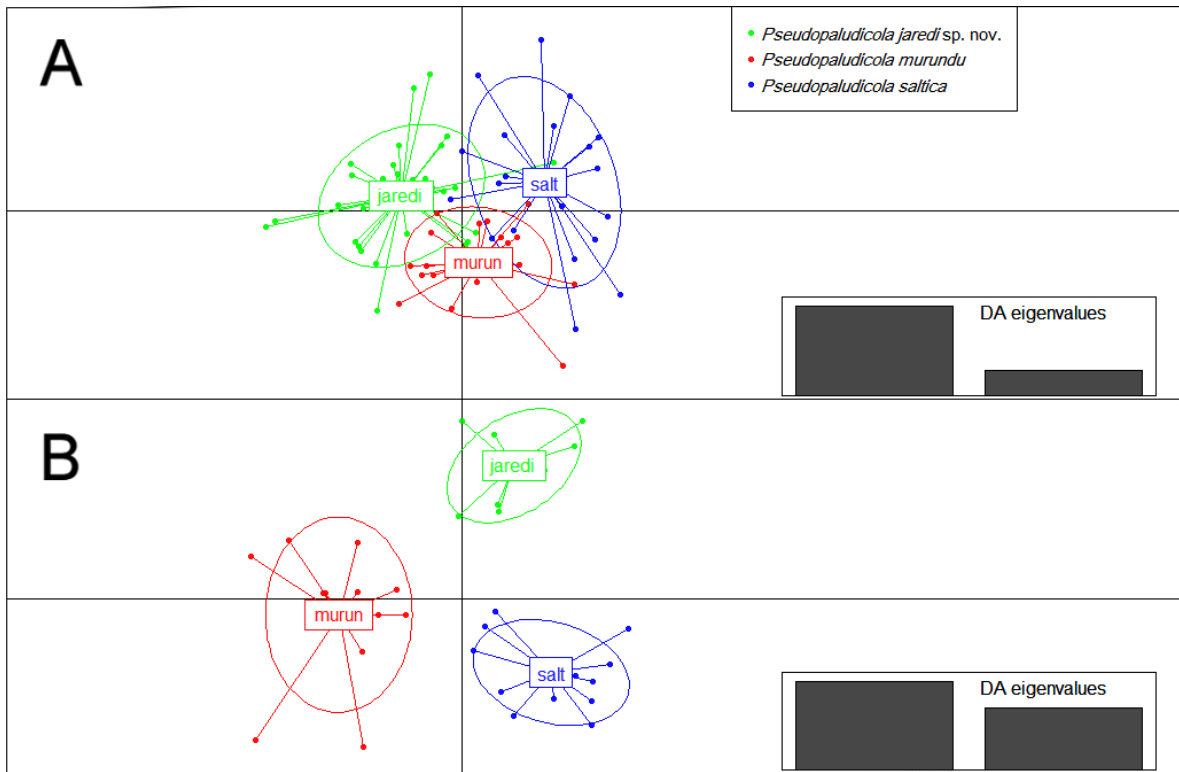 A
Pseudopaludicola jaredi sp. nov.
Pseudopaludicola murundu
Pseudopaludicola saltica
jaredi
salt
murun
DA eigenvalues
B
jaredi
murun
salt
DA eigenvalues